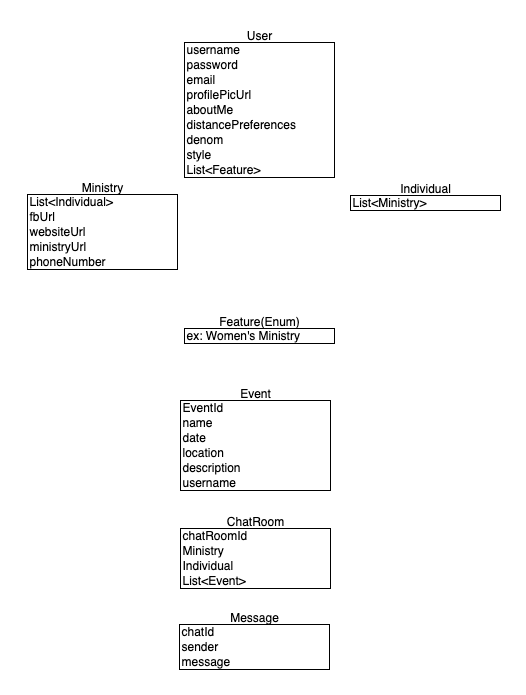 User
username
password
email
profilePicUrl
aboutMe
distancePreferences
denom
style
List<Feature>
Ministry
List<Individual>
fbUrl
websiteUrl
ministryUrl
phoneNumber
Individual
List<Ministry>
Feature(Enum)
ex: Women's Ministry
Event
EventId
name
date
location
description
username
ChatRoom
chatRoomId
Ministry
Individual
List<Event>
Message
chatId
sender
message